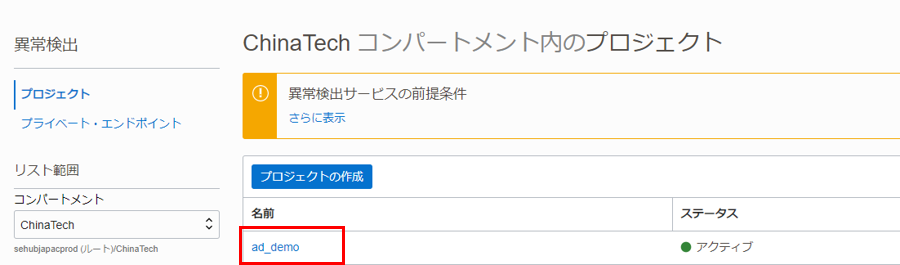 異常検出
プロジェクト
プライベート・エンドポイント
リスト範囲
コンパートメント
ChinaTech
sehubjapacprod (ルート)/ChinaTech
ChinaTech コンパートメント内のプロジェクト
異常検出サービスの前提条件
さらに表示
プロジェクトの作成
名前 ステータス
ad_demo アクティブ